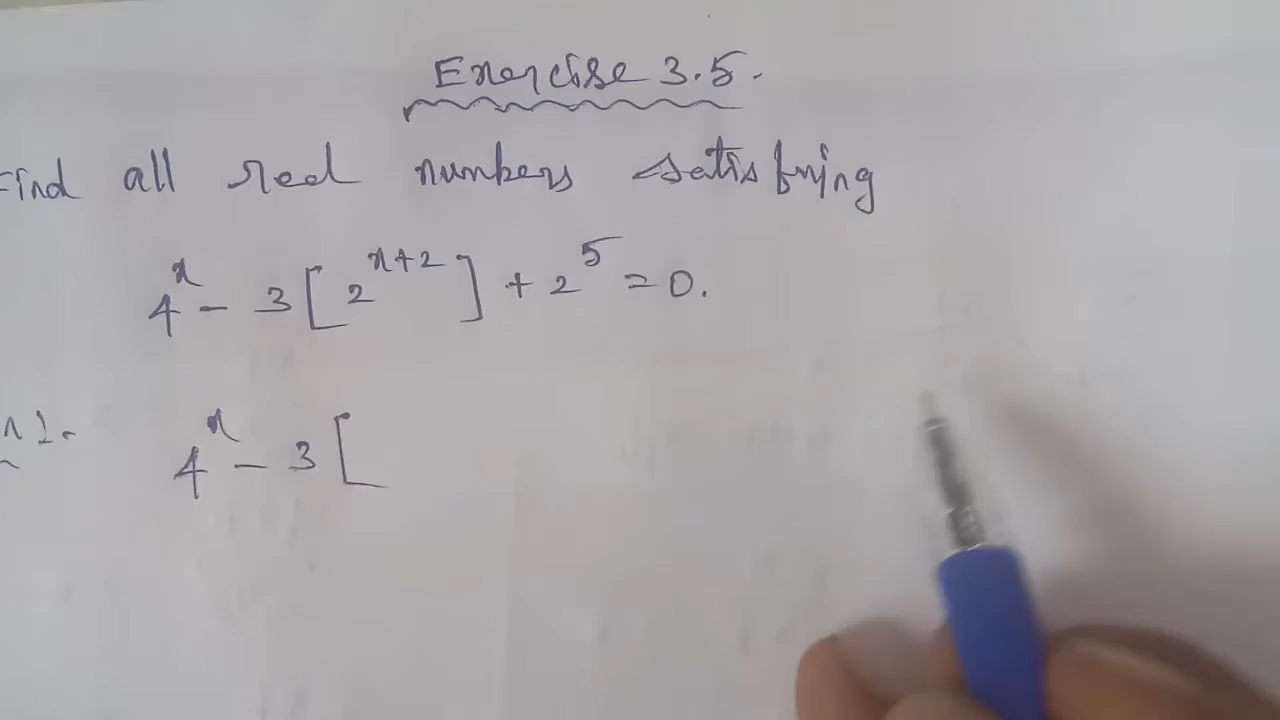 Exercise 3.5.
Find all real numbers satisfying
4^x - 3[2^{x+2}] + 2^5 = 0.
4^x - 3[